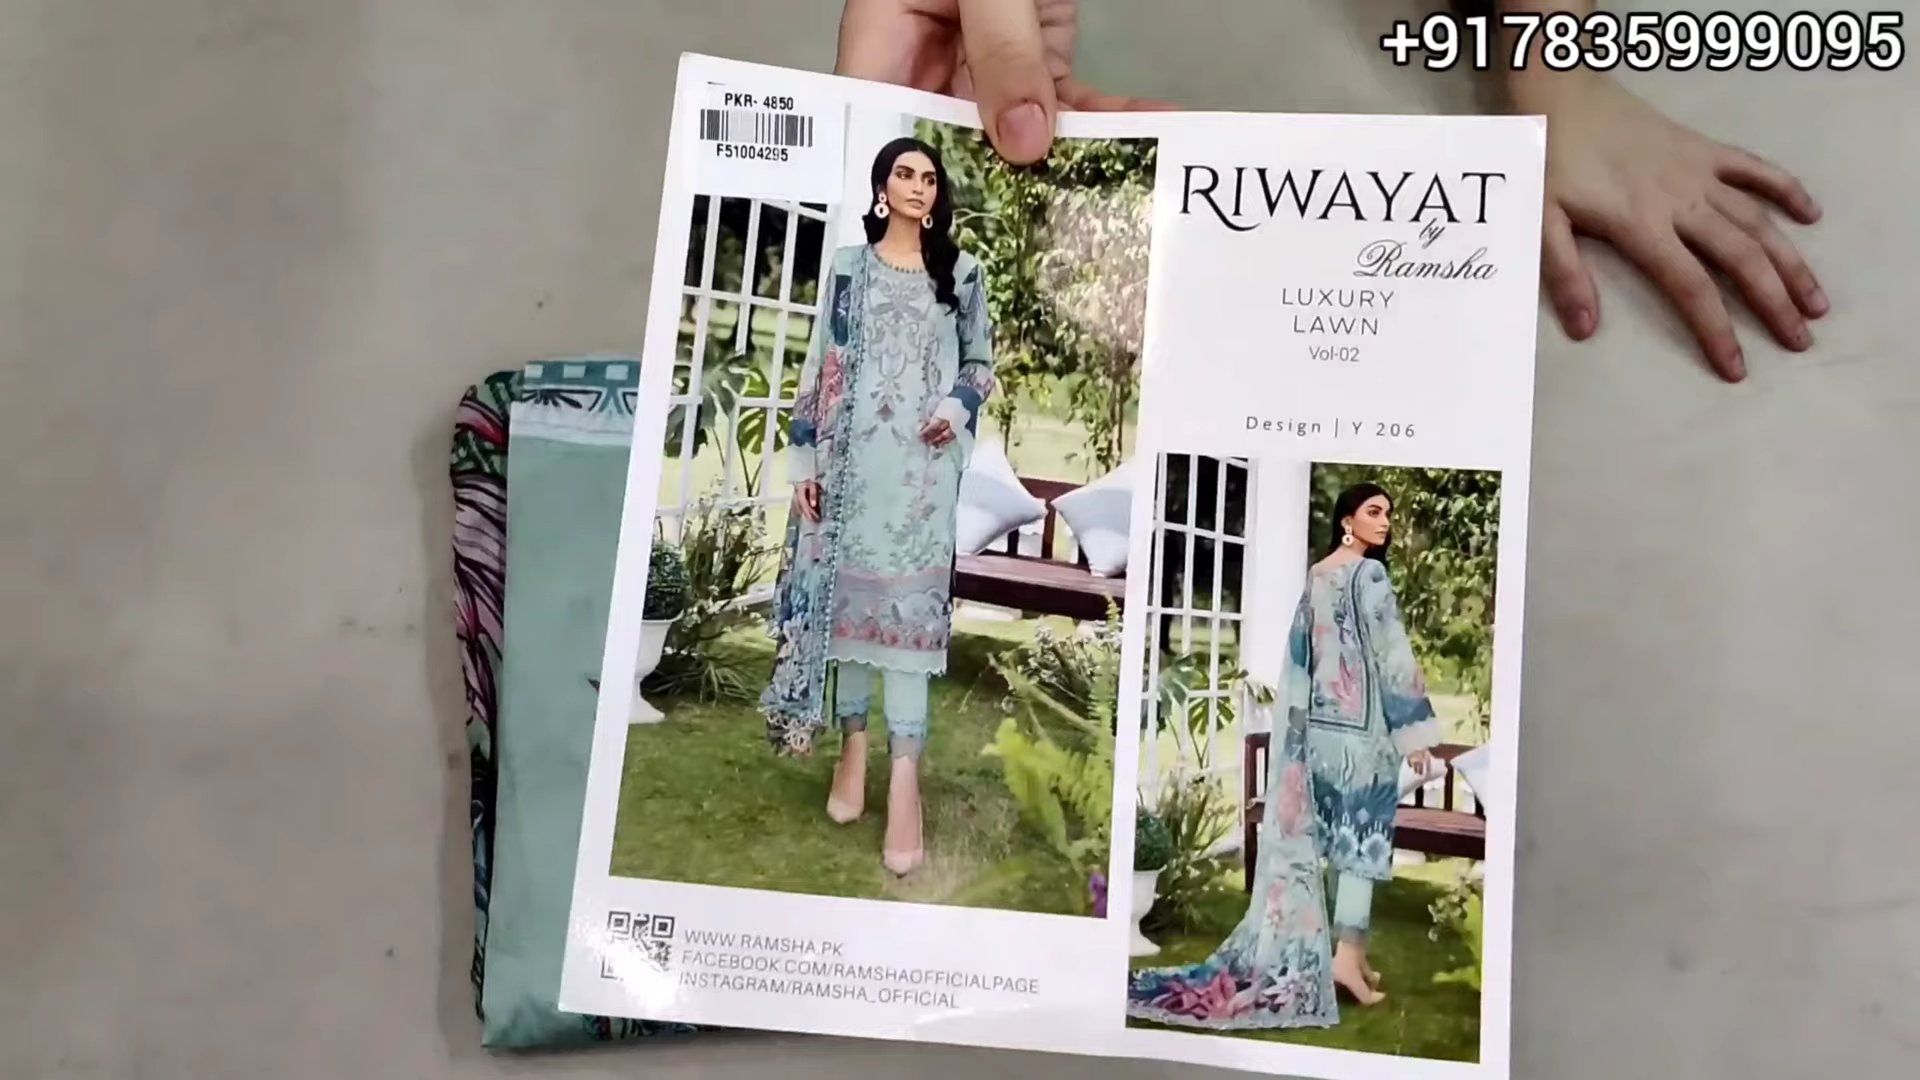 +917835999095
PKR- 4850
F51004295
RIWAYAT
by
Ramsha
LUXURY
LAWN
Vol-02
Design | Y 206
WWW.RAMSHA.PK
FACEBOOK.COM/RAMSHAOFFICIALPAGE
INSTAGRAM/RAMSHA_OFFICIAL